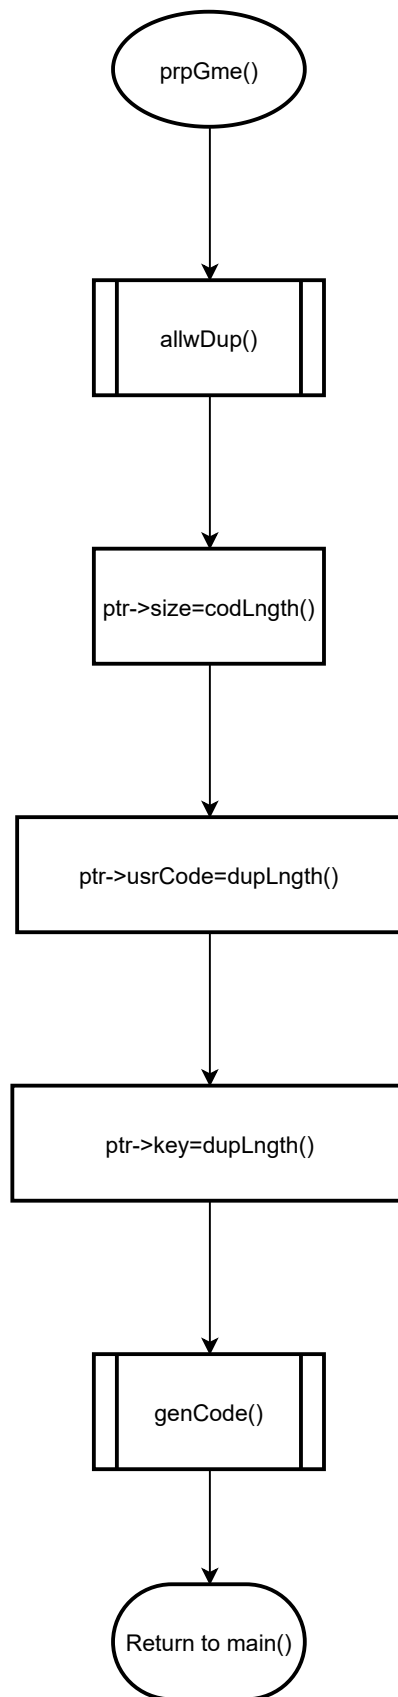 prpGme()
allwDup()
ptr->size=codLngth()
ptr->usrCode=dupLngth()
ptr->key=dupLngth()
genCode()
Return to main()